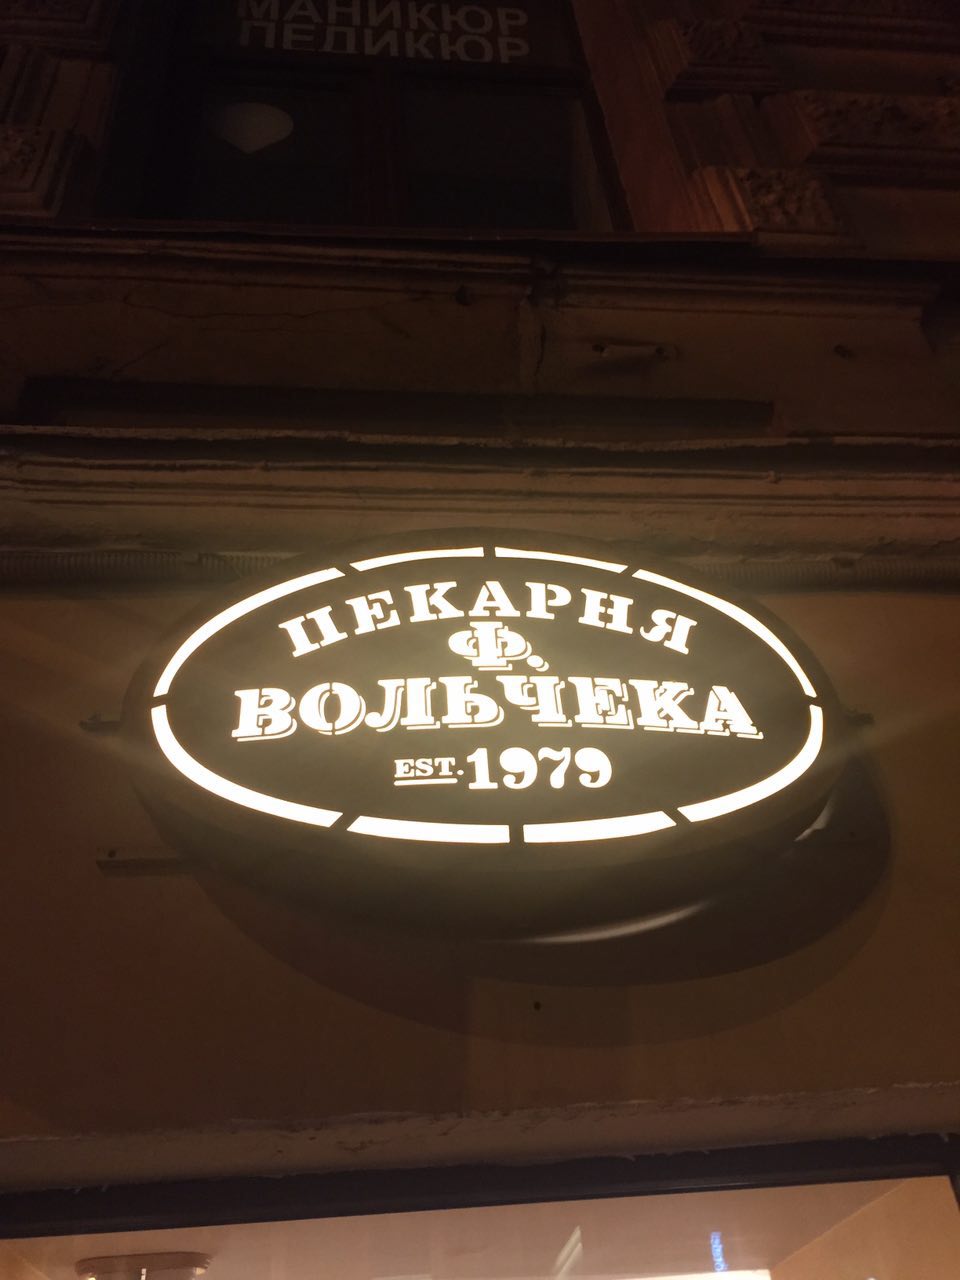 МАНИКЮР
ПЕДИКЮР
ПЕКАРНЯ
Ф.
ВОЛЬЧЕКА
EST. 1979